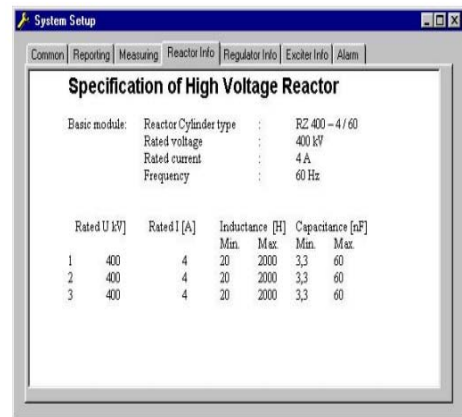 System Setup
Common Reporting Measuring Reactor Info Regulator Info Exciter Info Alarm
Specification of High Voltage Reactor
Basic module: Reactor Cylinder type : RZ 400 – 4 / 60
Rated voltage : 400 kV
Rated current : 4 A
Frequency : 60 Hz
Rated U kV] Rated I [A] Inductance [H] Capacitance [nF]
Min. Max. Min. Max.
1 400 4 20 2000 3,3 60
2 400 4 20 2000 3,3 60
3 400 4 20 2000 3,3 60